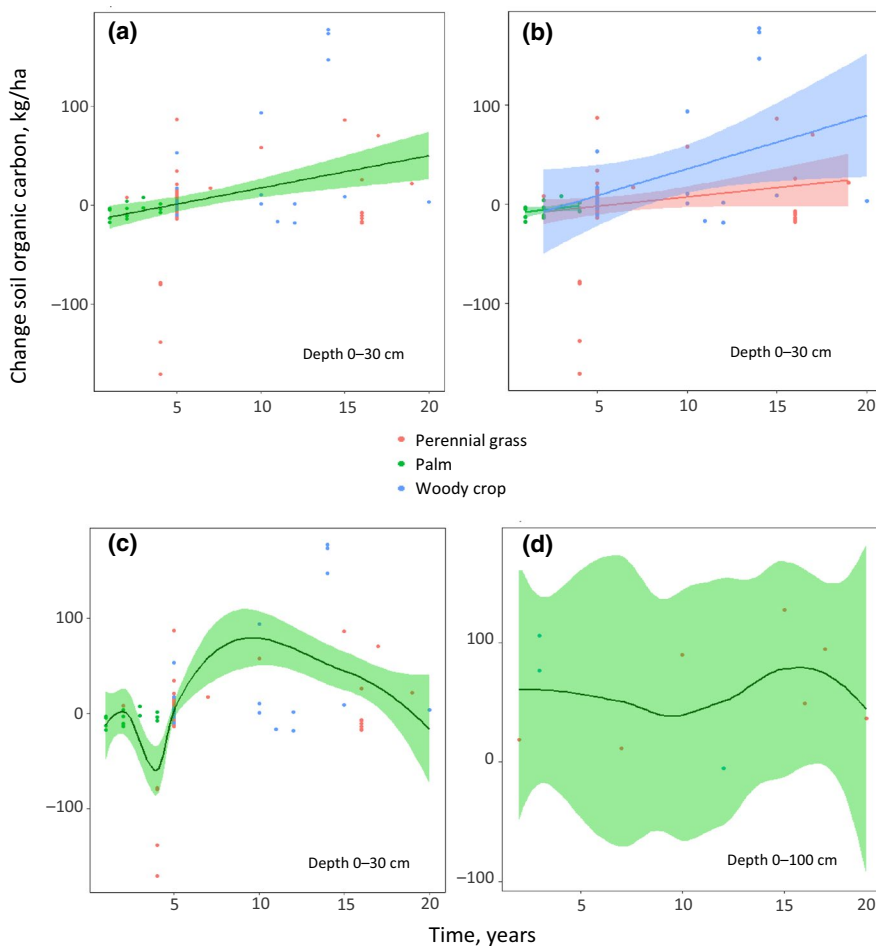 (a)
(b)
Change soil organic carbon, kg/ha
100
0
−100
Depth 0–30 cm
5
10
15
20
100
0
−100
Depth 0–30 cm
5
10
15
20
Perennial grass
Palm
Woody crop
(c)
(d)
100
0
−100
Depth 0–30 cm
5
10
15
20
100
0
−100
Depth 0–100 cm
5
10
15
20
Time, years